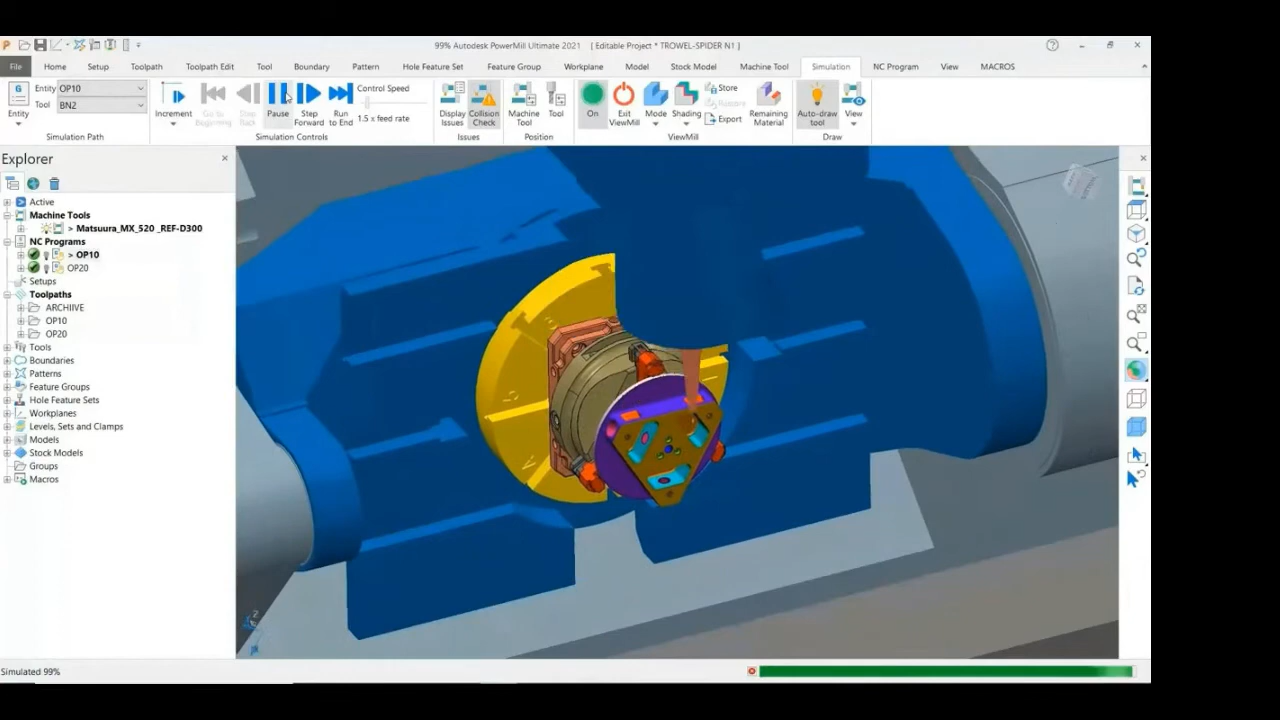 99% Autodesk PowerMill Ultimate 2021 [ Editable Project * TROWEL-SPIDER N1 ]
File Home Setup Toolpath Toolpath Edit Tool Boundary Pattern Hole Feature Set Feature Group Workplane Model Stock Model Machine Tool Simulation NC Program View MACROS
Entity
Entity OP10
Tool BN2
Simulation Path
Increment
Go to Beginning
Step Back
Pause
Step Forward
Run to End
Control Speed
1.5 x feed rate
Simulation Controls
Display Issues
Collision Check
Issues
Machine Tool
Tool
Position
On
Exit ViewMill
Mode
Shading
Store
Restore
Export
Remaining Material
ViewMill
Auto-draw tool
View
Draw
Explorer
Active
Machine Tools
> Matsuura_MX_520 _REF-D300
NC Programs
> OP10
OP20
Setups
Toolpaths
ARCHIIVE
OP10
OP20
Tools
Boundaries
Patterns
Feature Groups
Hole Feature Sets
Workplanes
Levels, Sets and Clamps
Models
Stock Models
Groups
Macros
Simulated 99%